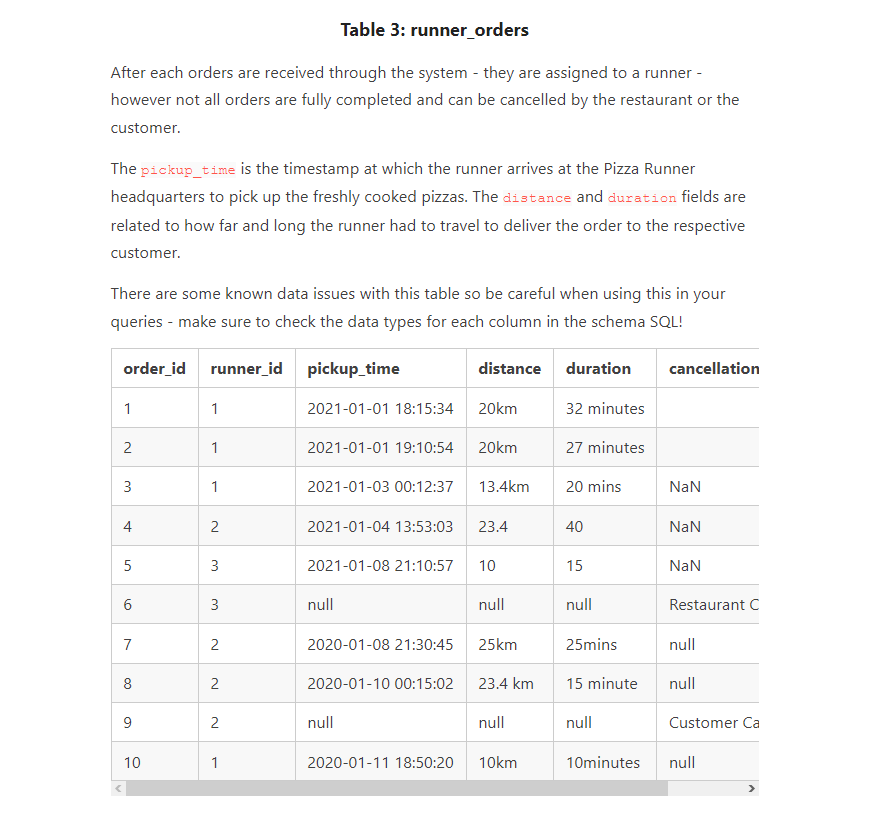 Table 3: runner_orders
After each orders are received through the system - they are assigned to a runner -
however not all orders are fully completed and can be cancelled by the restaurant or the
customer.
The pickup_time is the timestamp at which the runner arrives at the Pizza Runner
headquarters to pick up the freshly cooked pizzas. The distance and duration fields are
related to how far and long the runner had to travel to deliver the order to the respective
customer.
There are some known data issues with this table so be careful when using this in your
queries - make sure to check the data types for each column in the schema SQL!
order_id runner_id pickup_time distance duration cancellation
1 1 2021-01-01 18:15:34 20km 32 minutes
2 1 2021-01-01 19:10:54 20km 27 minutes
3 1 2021-01-03 00:12:37 13.4km 20 mins NaN
4 2 2021-01-04 13:53:03 23.4 40 NaN
5 3 2021-01-08 21:10:57 10 15 NaN
6 3 null null null Restaurant C
7 2 2020-01-08 21:30:45 25km 25mins null
8 2 2020-01-10 00:15:02 23.4 km 15 minute null
9 2 null null null Customer Ca
10 1 2020-01-11 18:50:20 10km 10minutes null